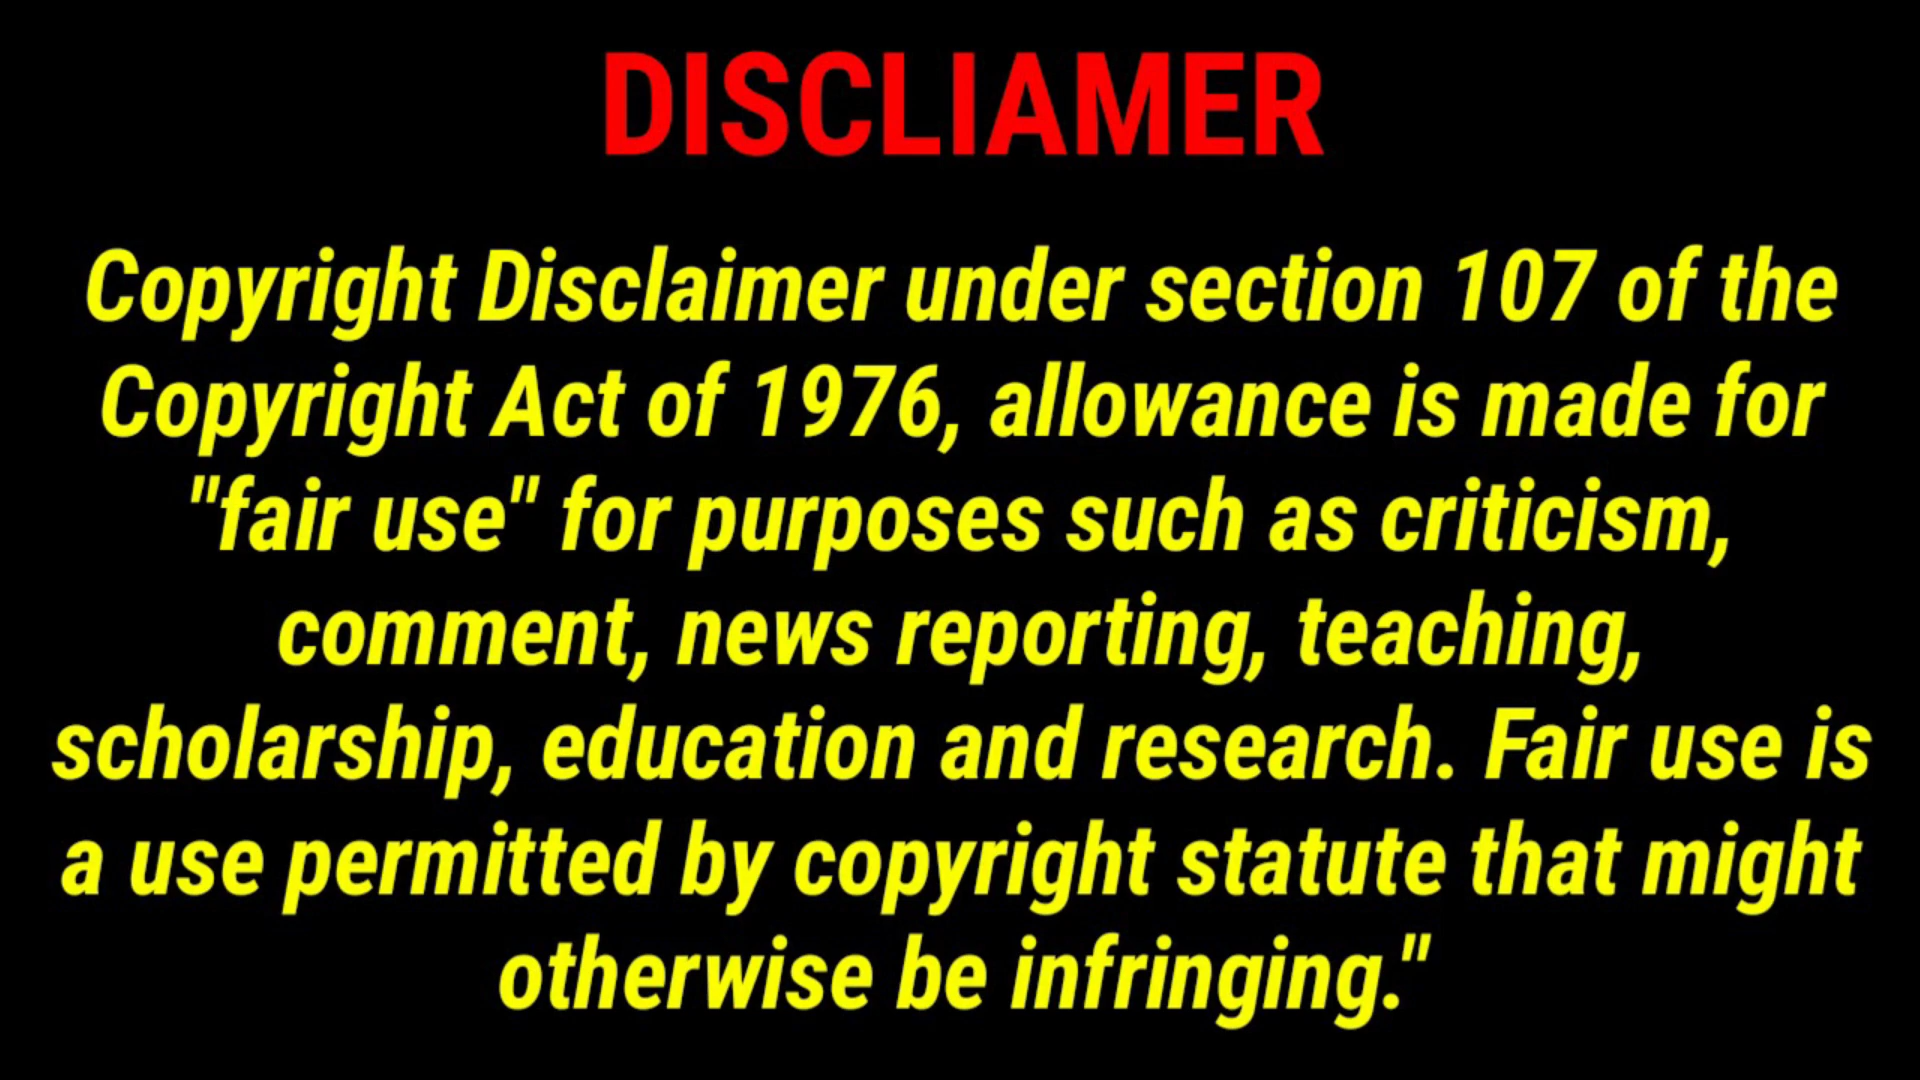 DISCLIAMER
Copyright Disclaimer under section 107 of the
Copyright Act of 1976, allowance is made for
"fair use" for purposes such as criticism,
comment, news reporting, teaching,
scholarship, education and research. Fair use is
a use permitted by copyright statute that might
otherwise be infringing."